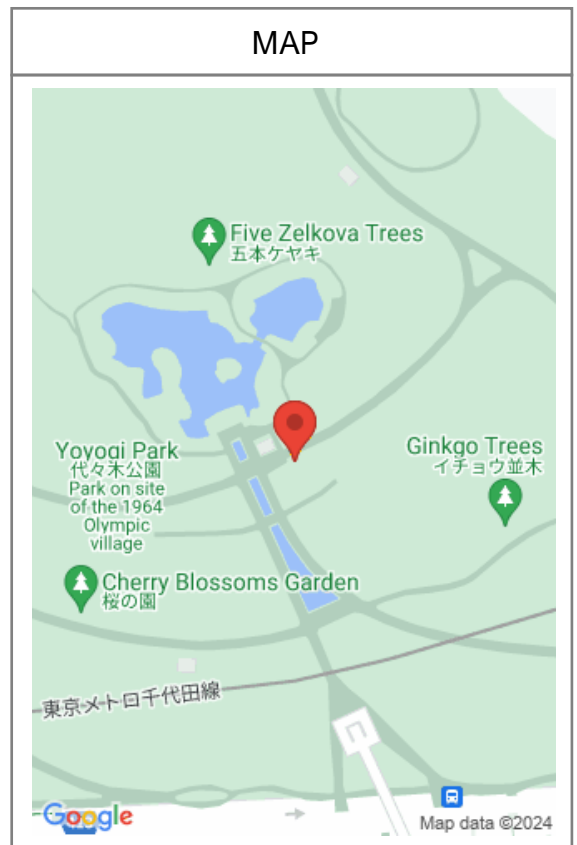 MAP
Five Zelkova Trees
五本ケヤキ
Yoyogi Park
代々木公園
Park on site
of the 1964
Olympic
village
Ginkgo Trees
イチョウ並木
Cherry Blossoms Garden
桜の園
東京メトロ千代田線
Google
Map data ©2024